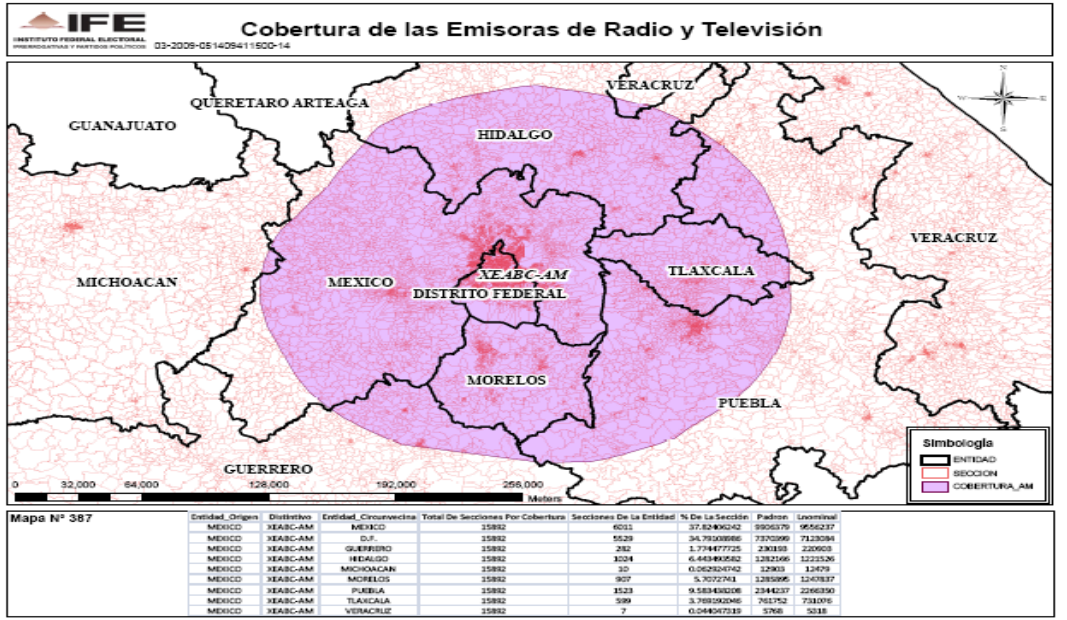 IFE
INSTITUTO FEDERAL ELECTORAL
PRERROGATIVAS Y PARTIDOS POLÍTICOS
03-2009-051409411500-14
Cobertura de las Emisoras de Radio y Televisión
VERACRUZ
QUERETARO ARTEAGA
GUANAJUATO
HIDALGO
N
W E
S
VERACRUZ
MICHOACAN
MEXICO
XEABC-AM
TLAXCALA
DISTRITO FEDERAL
MORELOS
PUEBLA
GUERRERO
0 32,000 64,000 128,000 192,000 256,000
Meters
Simbología
ENTIDAD
SECCION
COBERTURA_AM
Mapa Nº 387
Entidad_Origen Distintivo Entidad_Circunvecina Total De Secciones Por Cobertura Secciones De La Entidad % De La Sección Padron Lnominal
MEXICO XEABC-AM MEXICO 15892 6011 37.82406242 9906379 9556237
MEXICO XEABC-AM D.F. 15892 5529 34.79108986 7370399 7123084
MEXICO XEABC-AM GUERRERO 15892 282 1.774477725 230193 220903
MEXICO XEABC-AM HIDALGO 15892 1024 6.443493582 1282166 1221526
MEXICO XEABC-AM MICHOACAN 15892 10 0.062924742 12903 12479
MEXICO XEABC-AM MORELOS 15892 907 5.7072741 1285895 1247837
MEXICO XEABC-AM PUEBLA 15892 1523 9.583438208 2344237 2266350
MEXICO XEABC-AM TLAXCALA 15892 599 3.769192046 761752 731076
MEXICO XEABC-AM VERACRUZ 15892 7 0.044047319 5768 5318